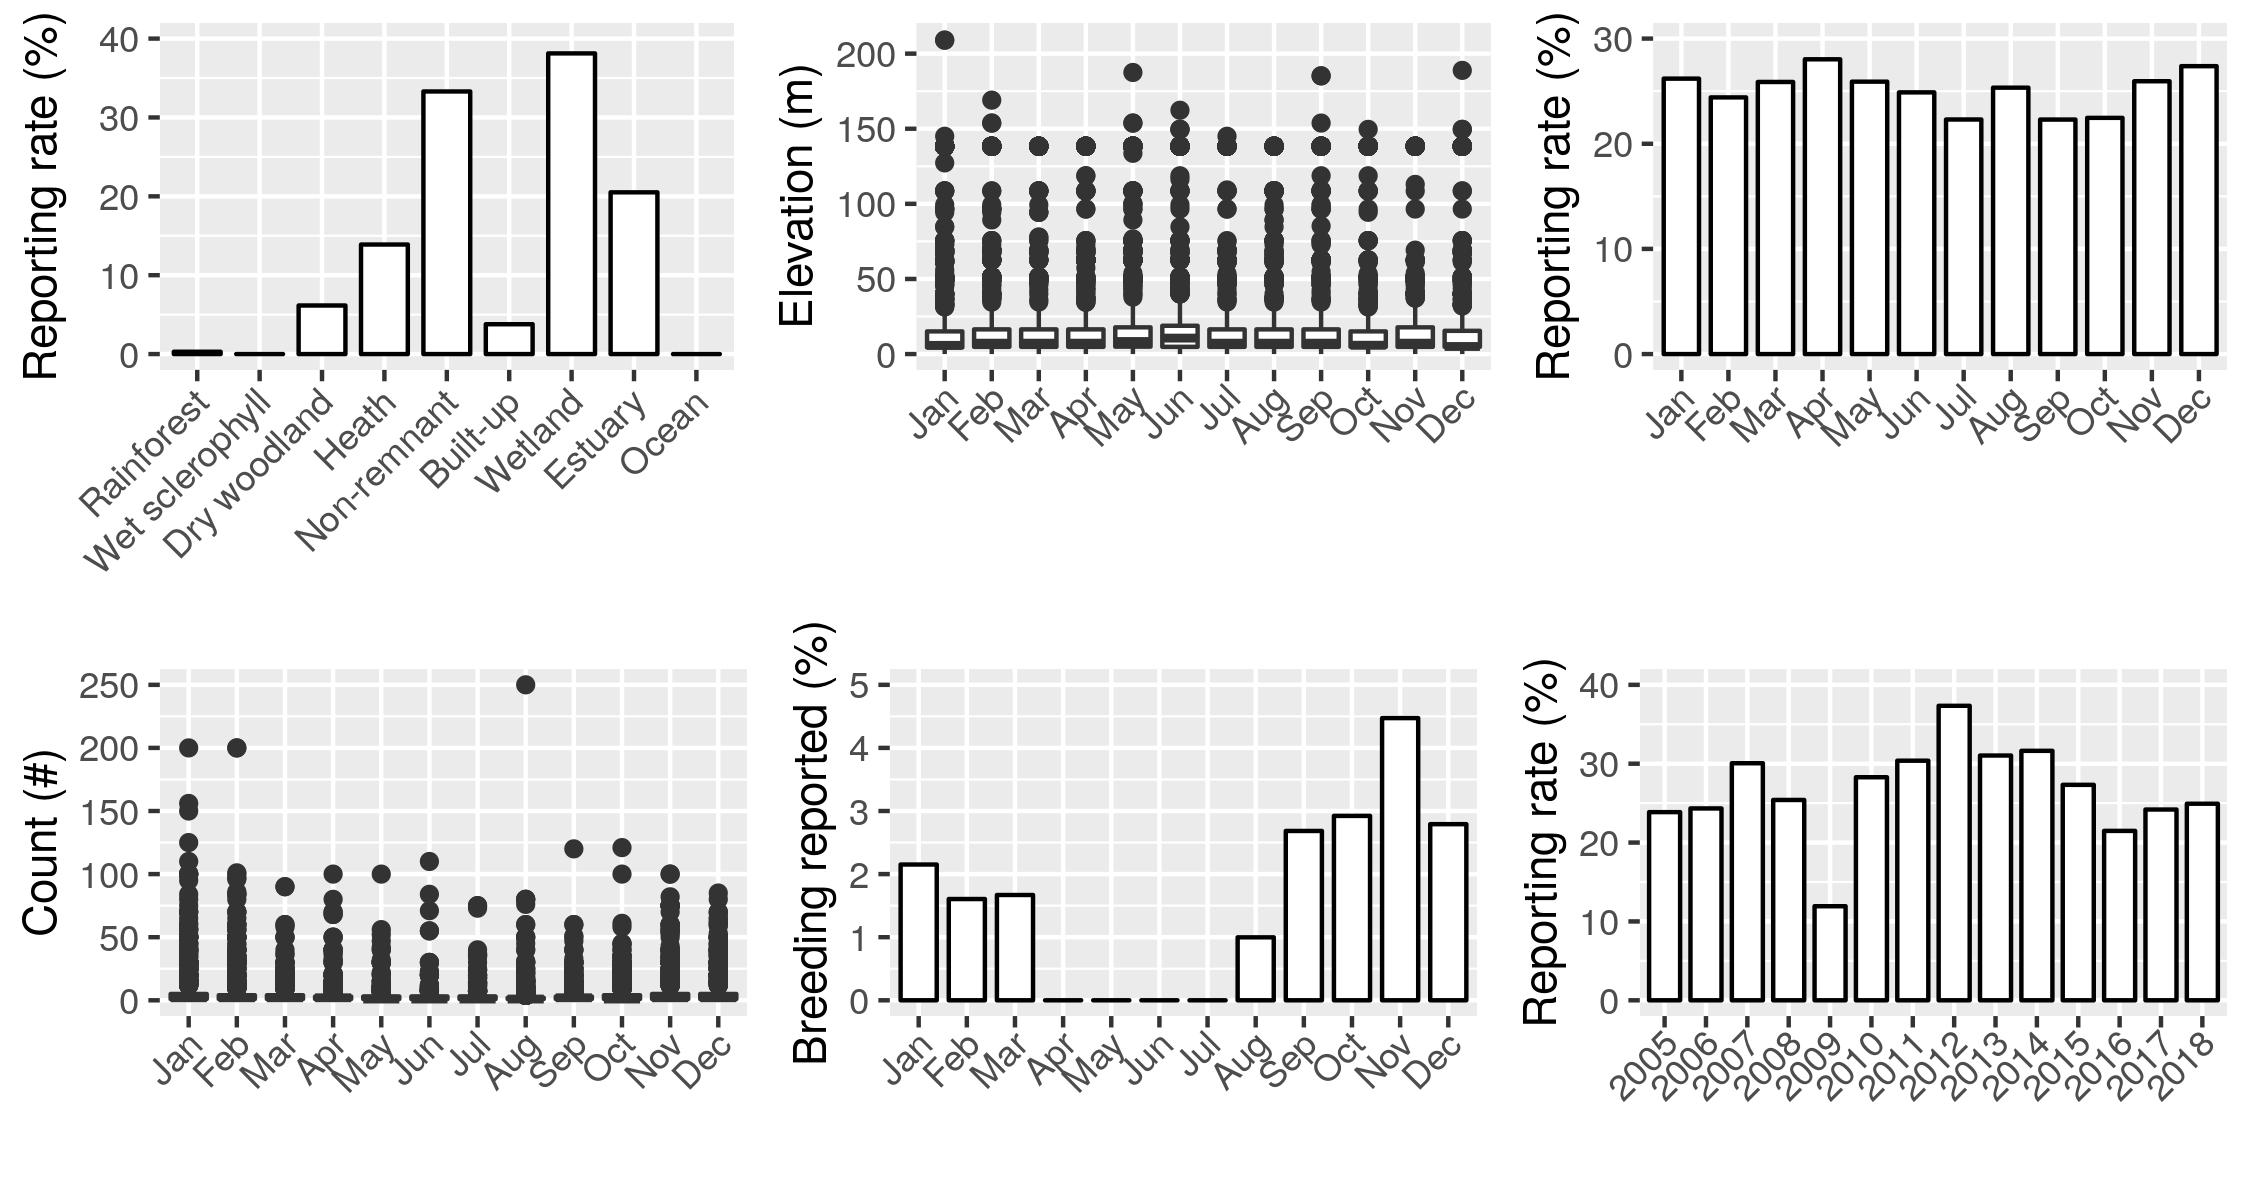 Reporting rate (%)
40
30
20
10
0
Rainforest
Wet sclerophyll
Dry woodland
Heath
Non-remnant
Built-up
Wetland
Estuary
Ocean
Elevation (m)
200
150
100
50
0
Jan
Feb
Mar
Apr
May
Jun
Jul
Aug
Sep
Oct
Nov
Dec
Reporting rate (%)
30
20
10
0
Jan
Feb
Mar
Apr
May
Jun
Jul
Aug
Sep
Oct
Nov
Dec
Count (#)
250
200
150
100
50
0
Jan
Feb
Mar
Apr
May
Jun
Jul
Aug
Sep
Oct
Nov
Dec
Breeding reported (%)
5
4
3
2
1
0
Jan
Feb
Mar
Apr
May
Jun
Jul
Aug
Sep
Oct
Nov
Dec
Reporting rate (%)
40
30
20
10
0
2005
2006
2007
2008
2009
2010
2011
2012
2013
2014
2015
2016
2017
2018